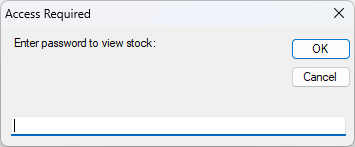 Access Required
Enter password to view stock:
OK
Cancel